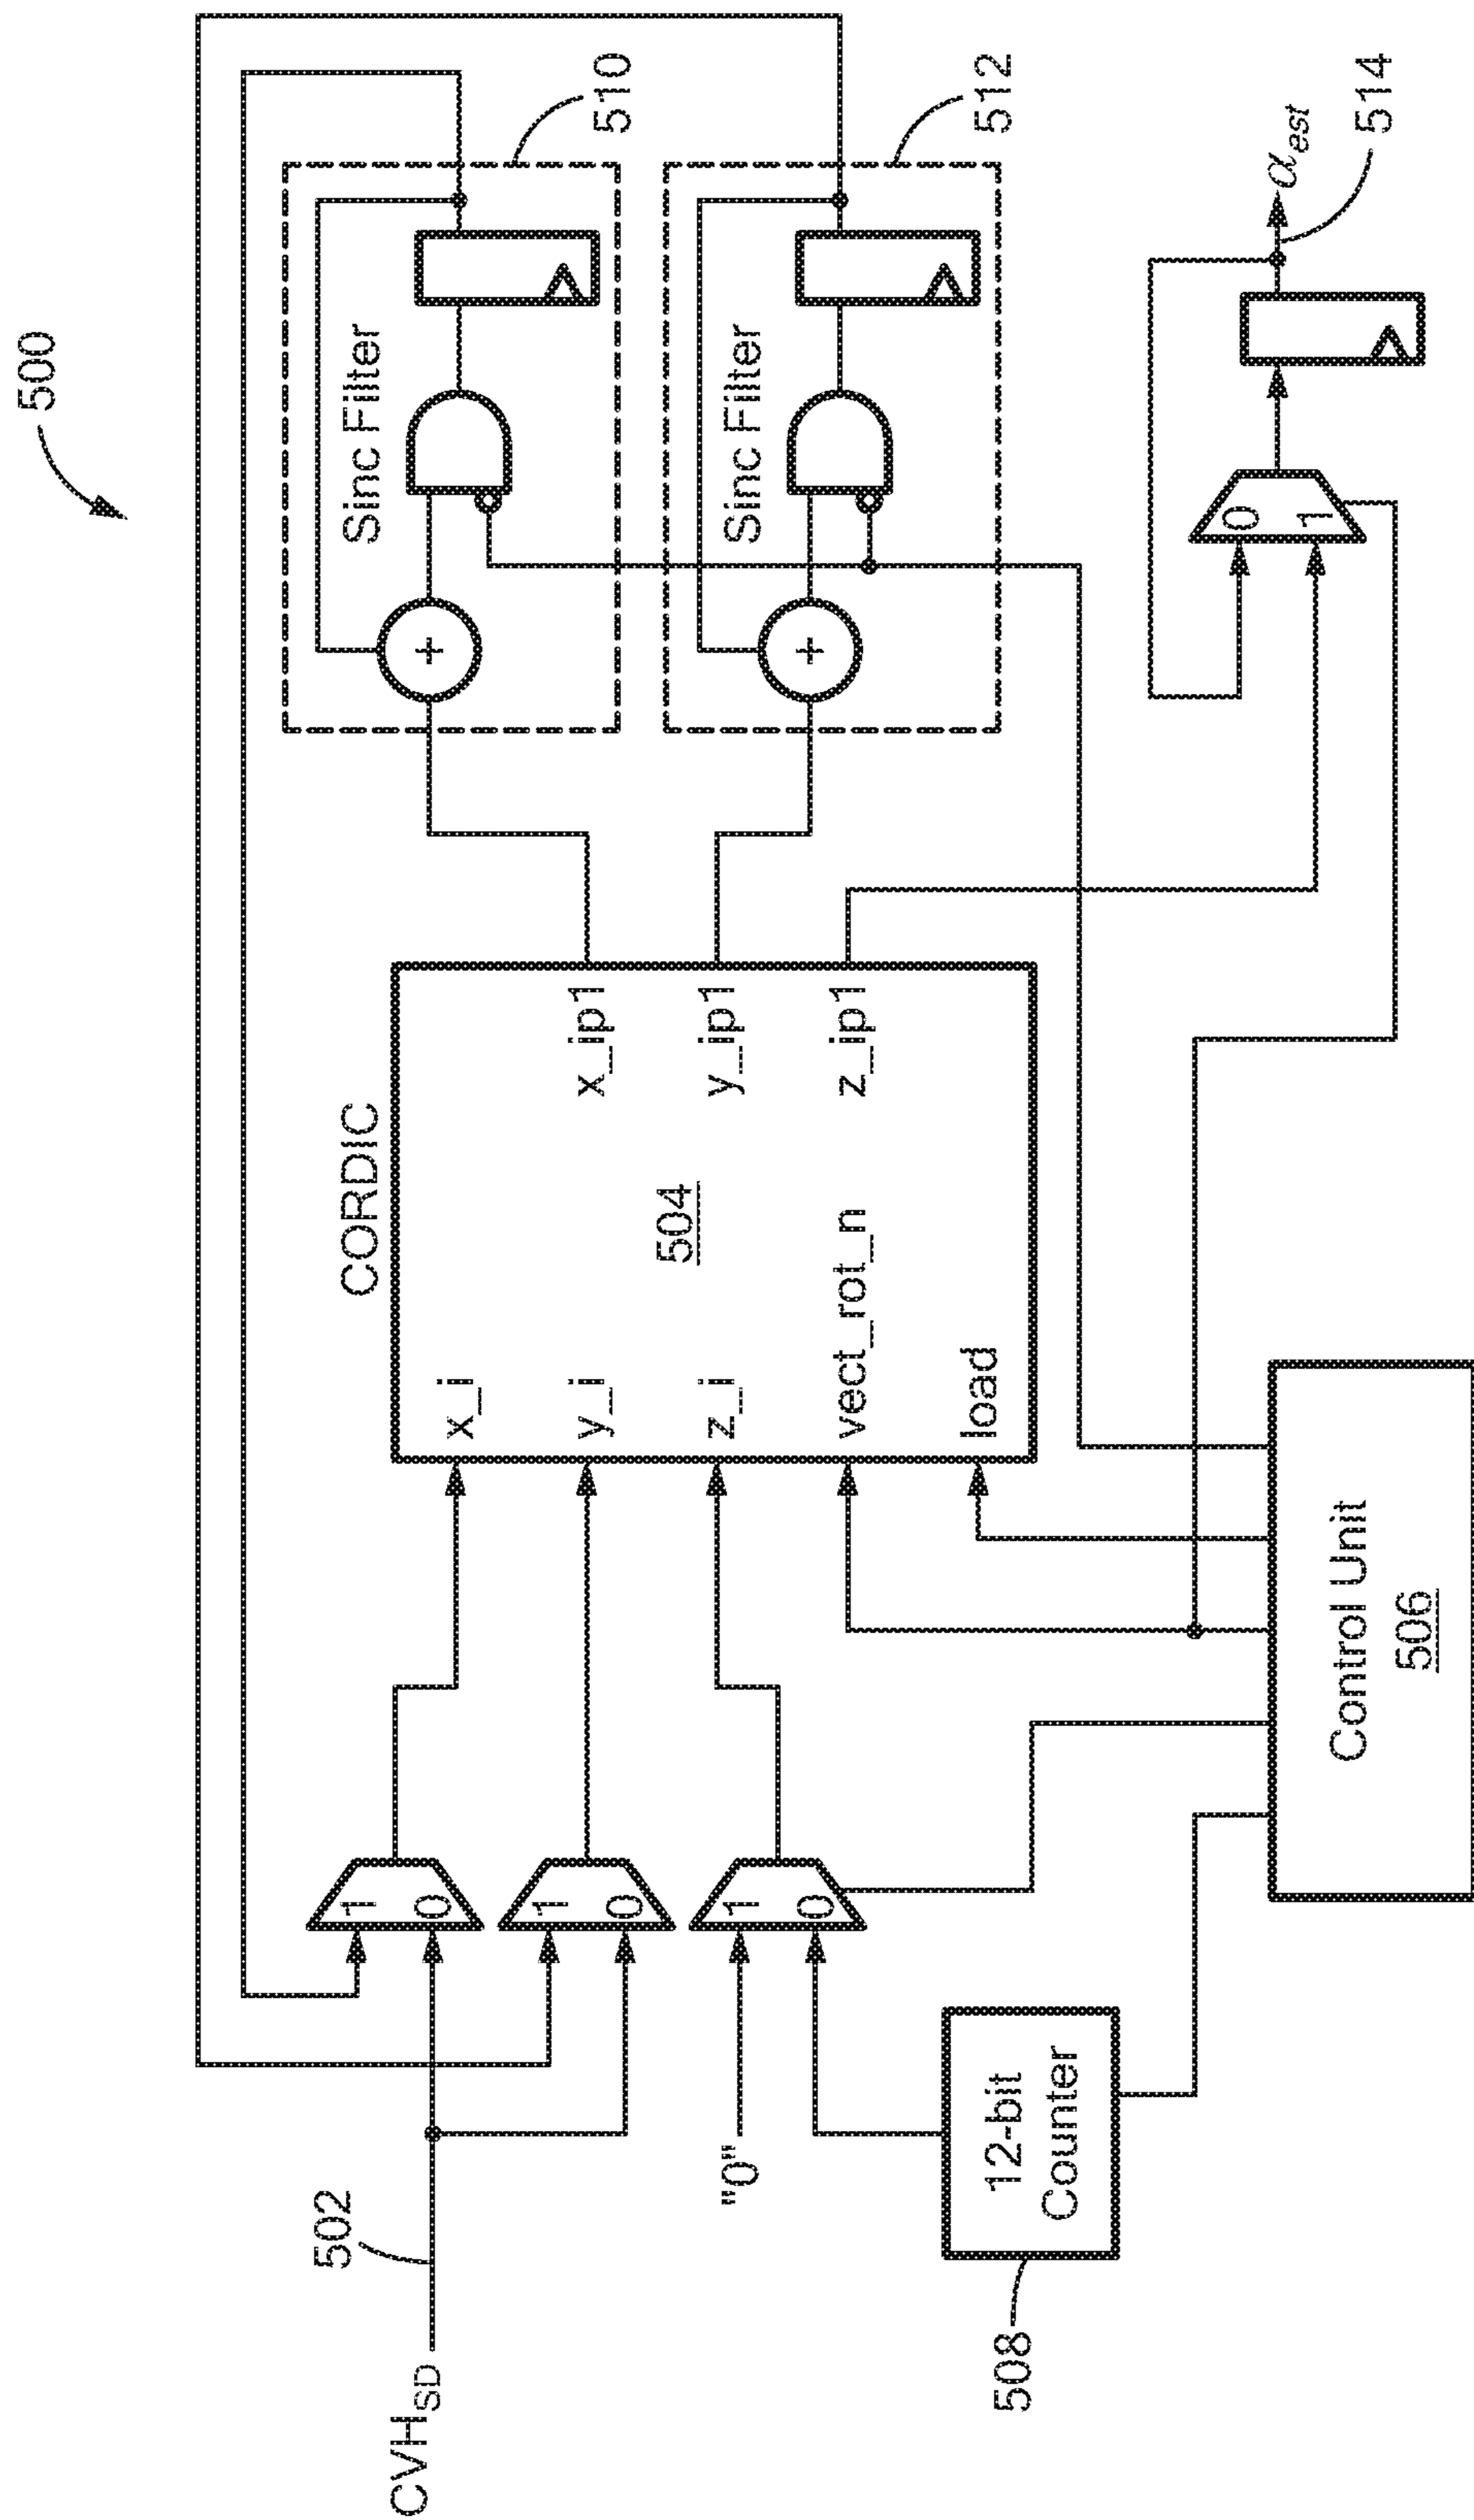 500
CVH_SD
502
1
0
1
0
"0"
1
0
12-bit
Counter
508
CORDIC
x_i
y_i
z_i
vect_rot_n
load
504
x_ip1
y_ip1
z_ip1
Control Unit
506
Sinc Filter
+
510
Sinc Filter
+
512
0
1
α_est
514